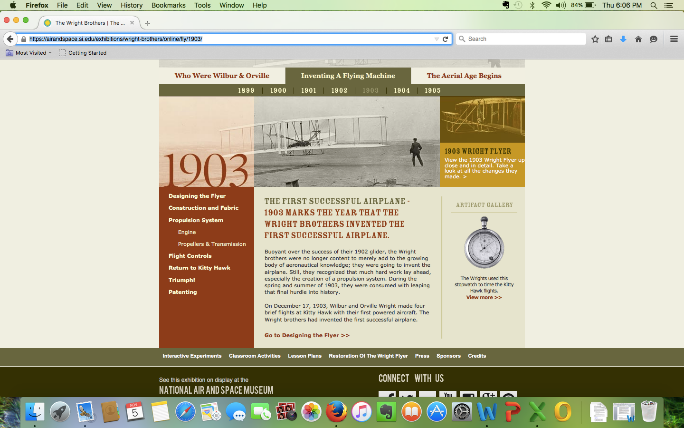 Firefox File Edit View History Bookmarks Tools Window Help
84% Thu 6:06 PM
The Wright Brothers | The ...
https://airandspace.si.edu/exhibitions/wright-brothers/online/fly/1903/
Search
Most Visited
Getting Started
Who Were Wilbur & Orville
Inventing A Flying Machine
The Aerial Age Begins
1899 | 1900 | 1901 | 1902 | 1903 | 1904 | 1905
1903
1903 WRIGHT FLYER
View the 1903 Wright Flyer up
close and in detail. Take a
look at all the changes they
made. >
Designing the Flyer
Construction and Fabric
Propulsion System
Engine
Propellers & Transmission
Flight Controls
Return to Kitty Hawk
Triumph!
Patenting
THE FIRST SUCCESSFUL AIRPLANE -
1903 MARKS THE YEAR THAT THE
WRIGHT BROTHERS INVENTED THE
FIRST SUCCESSFUL AIRPLANE.
Buoyant over the success of their 1902 glider, the Wright
brothers were no longer content to merely add to the growing
body of aeronautical knowledge; they were going to invent the
airplane. Still, they recognized that much hard work lay ahead,
especially the creation of a propulsion system. During the
spring and summer of 1903, they were consumed with leaping
that final hurdle into history.
On December 17, 1903, Wilbur and Orville Wright made four
brief flights at Kitty Hawk with their first powered aircraft. The
Wright brothers had invented the first successful airplane.
Go to Designing the Flyer >>
ARTIFACT GALLERY
The Wrights used this
stopwatch to time the Kitty
Hawk flights.
View more >>
Interactive Experiments Classroom Activities Lesson Plans Restoration Of The Wright Flyer Press Sponsors Credits
See this exhibition on display at the
NATIONAL AIR AND SPACE MUSEUM
CONNECT WITH US
5